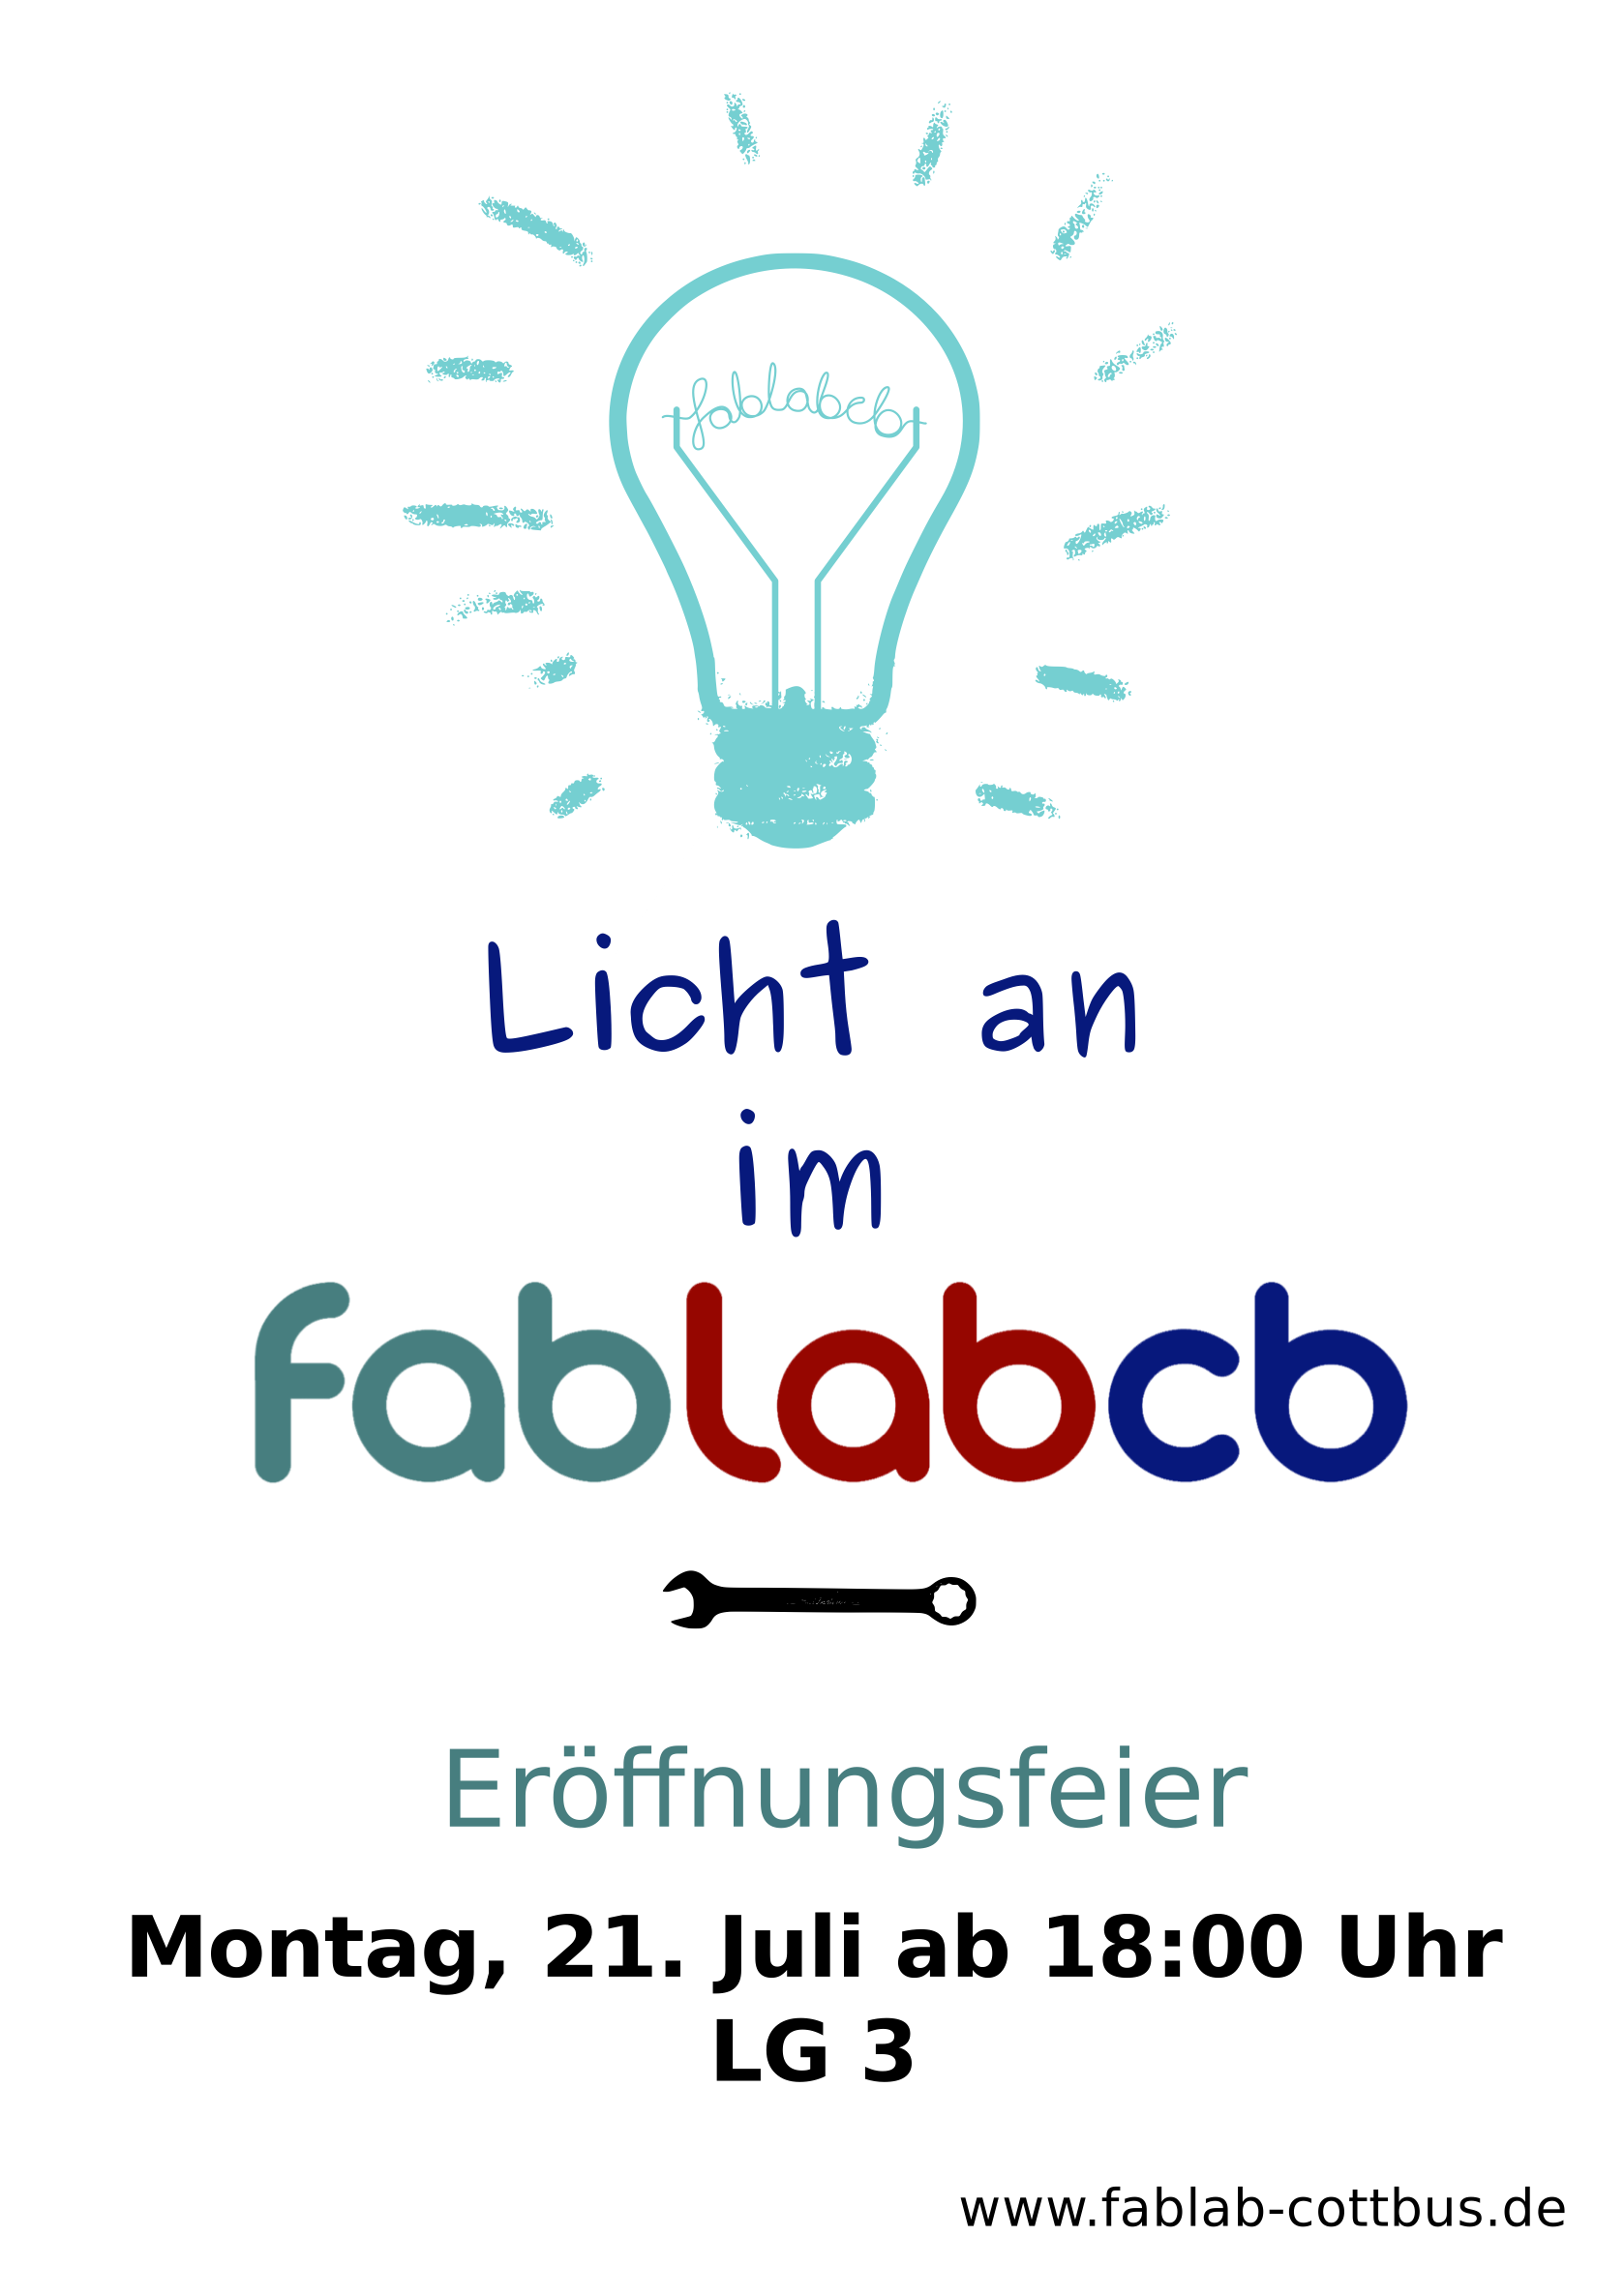 fablabcb
Licht an
im
fablabcb
Eröffnungsfeier
Montag, 21. Juli ab 18:00 Uhr
LG 3
www.fablab-cottbus.de